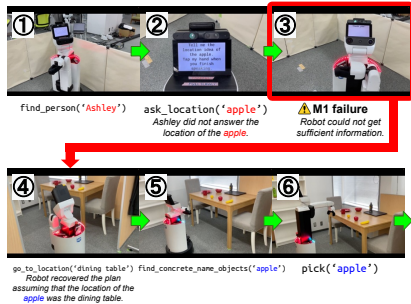 ①
②
③
find_person('Ashley')
ask_location('apple')
Ashley did not answer the
location of the apple.
M1 failure
Robot could not get
sufficient information.
④
⑤
⑥
go_to_location('dining table')
Robot recovered the plan
assuming that the location of the
apple was the dining table.
find_concrete_name_objects('apple')
pick('apple')